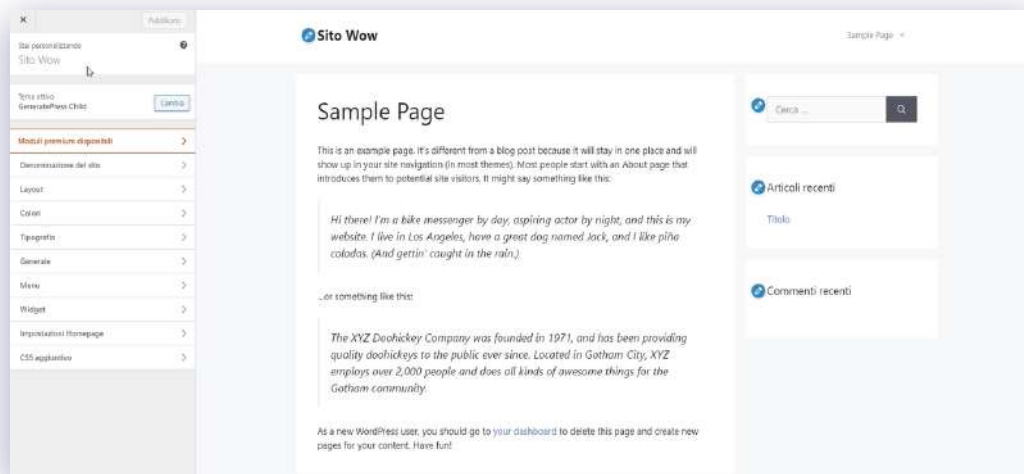 Pubblicato
Stai personalizzando
Sito Wow
Tema attivo
GeneratePress Child
Cambia
Moduli premium disponibili
Denominazione del sito
Layout
Colori
Tipografia
Generale
Menu
Widget
Impostazioni Homepage
CSS aggiuntivo
Sito Wow
Sample Page
Sample Page
This is an example page. It's different from a blog post because it will stay in one place and will
show up in your site navigation (in most themes). Most people start with an About page that
introduces them to potential site visitors. It might say something like this:
Hi there! I'm a bike messenger by day, aspiring actor by night, and this is my
website. I live in Los Angeles, have a great dog named Jack, and I like piña
coladas. (And gettin' caught in the rain.)
...or something like this:
The XYZ Doohickey Company was founded in 1971, and has been providing
quality doohickeys to the public ever since. Located in Gotham City, XYZ
employs over 2,000 people and does all kinds of awesome things for the
Gotham community.
As a new WordPress user, you should go to your dashboard to delete this page and create new
pages for your content. Have fun!
Cerca ...
Articoli recenti
Titolo
Commenti recenti